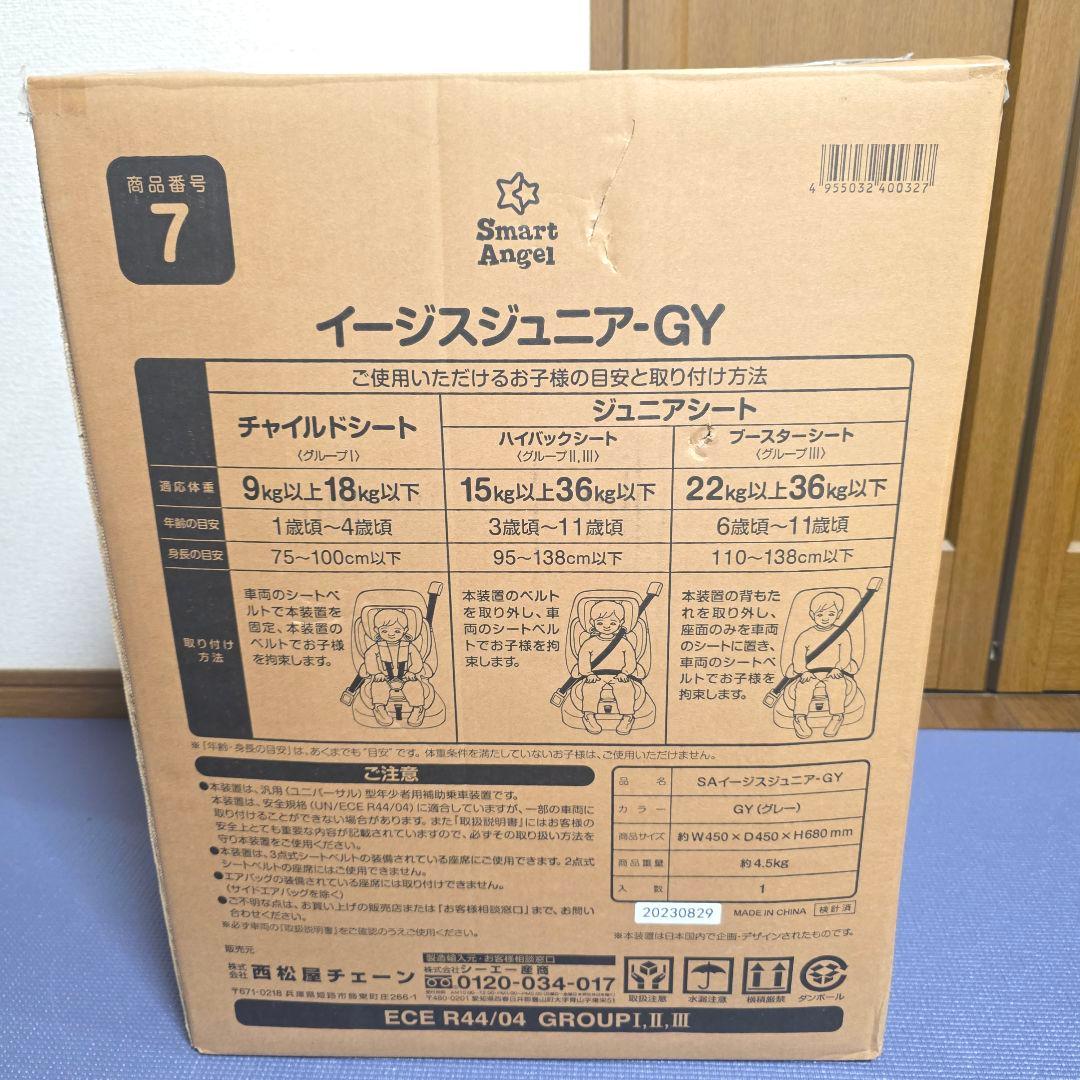 商品番号
7
Smart
Angel
4 955032 400327
イージスジュニア-GY
ご使用いただけるお子様の目安と取り付け方法
チャイルドシート
〈グループI〉
ジュニアシート
ハイバックシート
〈グループII,III〉
ブースターシート
〈グループIII〉
適応体重
9kg以上18kg以下
15kg以上36kg以下
22kg以上36kg以下
年齢の目安
1歳頃～4歳頃
3歳頃～11歳頃
6歳頃～11歳頃
身長の目安
75～100cm以下
95～138cm以下
110～138cm以下
取り付け
方法
車両のシートベ
ルトで本装置を
固定、本装置の
ベルトでお子様
を拘束します。
本装置のベルト
を取り外し、車
両のシートベル
トでお子様を拘
束します。
本装置の背もた
れを取り外し、
座面のみを車両
のシートに置き、
車両のシートベ
ルトでお子様を
拘束します。
※「年齢・身長の目安」は、あくまでも"目安"です。体重条件を満たしていないお子様は、ご使用いただけません。
ご注意
●本装置は、汎用(ユニバーサル)型年少者用補助乗車装置です。
本装置は、安全規格(UN/ECE R44/04)に適合していますが、一部の車両に
取り付けることができない場合があります。また「取扱説明書」にはお客様の
安全上とても重要な内容が記載されていますので、必ずその取り扱い方法を
守り本装置をご使用ください。
●本装置は、3点式シートベルトの装備されている座席にご使用できます。2点式
シートベルトの座席にはご使用できません。
●エアバッグの装備されている座席には取り付けできません。
(サイドエアバッグを除く)
●ご不明な点は、お買い上げの販売店または「お客様相談窓口」まで、お問い
合わせください。
※必ず車両の「取扱説明書」をご確認のうえご使用ください。
品名 SAイージスジュニア-GY
カラー GY(グレー)
商品サイズ 約W450×D450×H680mm
商品重量 約4.5kg
入数 1
20230829
MADE IN CHINA
検針済
※本装置は日本国内で企画・デザインされたものです。
販売元
株式会社 西松屋チェーン
〒671-0218 兵庫県姫路市飾東町庄266-1
製造輸入元・お客様相談窓口
株式会社シーエー産商
0120-034-017
取扱注意
水漏注意
横積厳禁
ダンボール
ECE R44/04 GROUPI,II,III